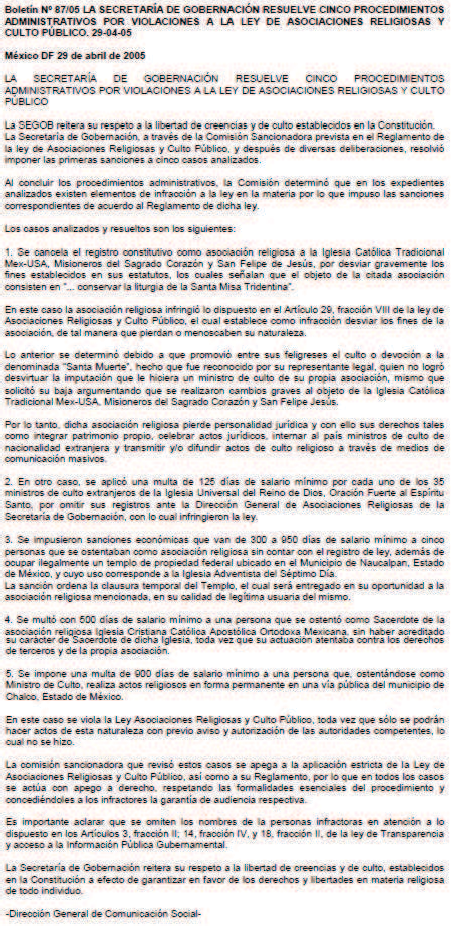 Boletín Nº 87/05 LA SECRETARÍA DE GOBERNACIÓN RESUELVE CINCO PROCEDIMIENTOS
ADMINISTRATIVOS POR VIOLACIONES A LA LEY DE ASOCIACIONES RELIGIOSAS Y
CULTO PÚBLICO. 29-04-05
México DF 29 de abril de 2005
LA SECRETARÍA DE GOBERNACIÓN RESUELVE CINCO PROCEDIMIENTOS
ADMINISTRATIVOS POR VIOLACIONES A LA LEY DE ASOCIACIONES RELIGIOSAS Y CULTO
PÚBLICO
La SEGOB reitera su respeto a la libertad de creencias y de culto establecidos en la Constitución.
La Secretaría de Gobernación, a través de la Comisión Sancionadora prevista en el Reglamento de
la ley de Asociaciones Religiosas y Culto Público, y después de diversas deliberaciones, resolvió
imponer las primeras sanciones a cinco casos analizados.
Al concluir los procedimientos administrativos, la Comisión determinó que en los expedientes
analizados existen elementos de infracción a la ley en la materia por lo que impuso las sanciones
correspondientes de acuerdo al Reglamento de dicha ley.
Los casos analizados y resueltos son los siguientes:
1. Se cancela el registro constitutivo como asociación religiosa a la Iglesia Católica Tradicional
Mex-USA, Misioneros del Sagrado Corazón y San Felipe de Jesús, por desviar gravemente los
fines establecidos en sus estatutos, los cuales señalan que el objeto de la citada asociación
consisten en "... conservar la liturgia de la Santa Misa Tridentina".
En este caso la asociación religiosa infringió lo dispuesto en el Artículo 29, fracción VIII de la ley de
Asociaciones Religiosas y Culto Público, el cual establece como infracción desviar los fines de la
asociación, de tal manera que pierdan o menoscaben su naturaleza.
Lo anterior se determinó debido a que promovió entre sus feligreses el culto o devoción a la
denominada "Santa Muerte", hecho que fue reconocido por su representante legal, quien no logró
desvirtuar la imputación que le hiciera un ministro de culto de su propia asociación, mismo que
solicitó su baja argumentando que se realizaron cambios graves al objeto de la Iglesia Católica
Tradicional Mex-USA, Misioneros del Sagrado Corazón y San Felipe Jesús.
Por lo tanto, dicha asociación religiosa pierde personalidad jurídica y con ello sus derechos tales
como integrar patrimonio propio, celebrar actos jurídicos, internar al país ministros de culto de
nacionalidad extranjera y transmitir y/o difundir actos de culto religioso a través de medios de
comunicación masivos.
2. En otro caso, se aplicó una multa de 125 días de salario mínimo por cada uno de los 35
ministros de culto extranjeros de la Iglesia Universal del Reino de Dios, Oración Fuerte al Espíritu
Santo, por omitir sus registros ante la Dirección General de Asociaciones Religiosas de la
Secretaría de Gobernación, con lo cual infringieron la ley.
3. Se impusieron sanciones económicas que van de 300 a 950 días de salario mínimo a cinco
personas que se ostentaban como asociación religiosa sin contar con el registro de ley, además de
ocupar ilegalmente un templo de propiedad federal ubicado en el Municipio de Naucalpan, Estado
de México, y cuyo uso corresponde a la Iglesia Adventista del Séptimo Día.
La sanción ordena la clausura temporal del Templo, el cual será entregado en su oportunidad a la
asociación religiosa mencionada, en su calidad de legítima usuaria del mismo.
4. Se multó con 500 días de salario mínimo a una persona que se ostentó como Sacerdote de la
asociación religiosa Iglesia Cristiana Católica Apostólica Ortodoxa Mexicana, sin haber acreditado
su carácter de Sacerdote de dicha Iglesia, toda vez que su actuación atentaba contra los derechos
de terceros y de la propia asociación.
5. Se impone una multa de 900 días de salario mínimo a una persona que, ostentándose como
Ministro de Culto, realiza actos religiosos en forma permanente en una vía pública del municipio de
Chalco, Estado de México.
En este caso se viola la Ley Asociaciones Religiosas y Culto Público, toda vez que sólo se podrán
hacer actos de esta naturaleza con previo aviso y autorización de las autoridades competentes, lo
cual no se hizo.
La comisión sancionadora que revisó estos casos se apega a la aplicación estricta de la Ley de
Asociaciones Religiosas y Culto Público, así como a su Reglamento, por lo que en todos los casos
se actúa con apego a derecho, respetando las formalidades esenciales del procedimiento y
concediéndoles a los infractores la garantía de audiencia respectiva.
Es importante aclarar que se omiten los nombres de la personas infractoras en atención a lo
dispuesto en los Artículos 3, fracción II; 14, fracción IV, y 18, fracción II, de la ley de Transparencia
y acceso a la Información Pública Gubernamental.
La Secretaría de Gobernación reitera su respeto a la libertad de creencias y de culto, establecidos
en la Constitución a efecto de garantizar en favor de los derechos y libertades en materia religiosa
de todo individuo.
-Dirección General de Comunicación Social-